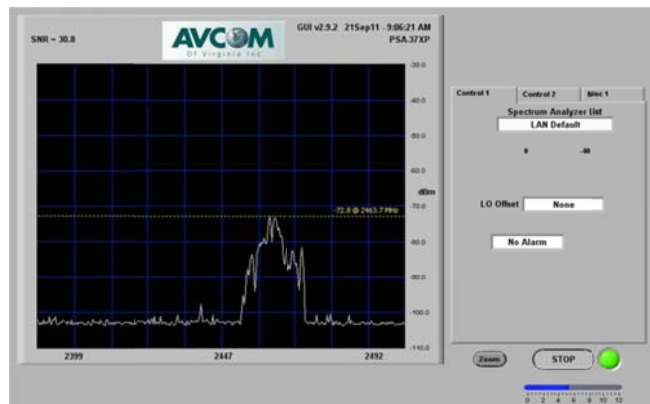 GUI v2.9.2 21Sep11 - 9:06:21 AM
SNR = 30.8
AVCOM
Of Virginia Inc
PSA-37XP
-30.0
-40.0
-50.0
-60.0
dBm
-70.0
-72.8 @ 2463.7 MHz
-80.0
-90.0
-100.0
-110.0
2399
2447
2492
Control 1
Control 2
Misc 1
Spectrum Analyzer List
LAN Default
0
-40
LO Offset
None
No Alarm
Zoom
STOP
0 2 4 6 8 10 12